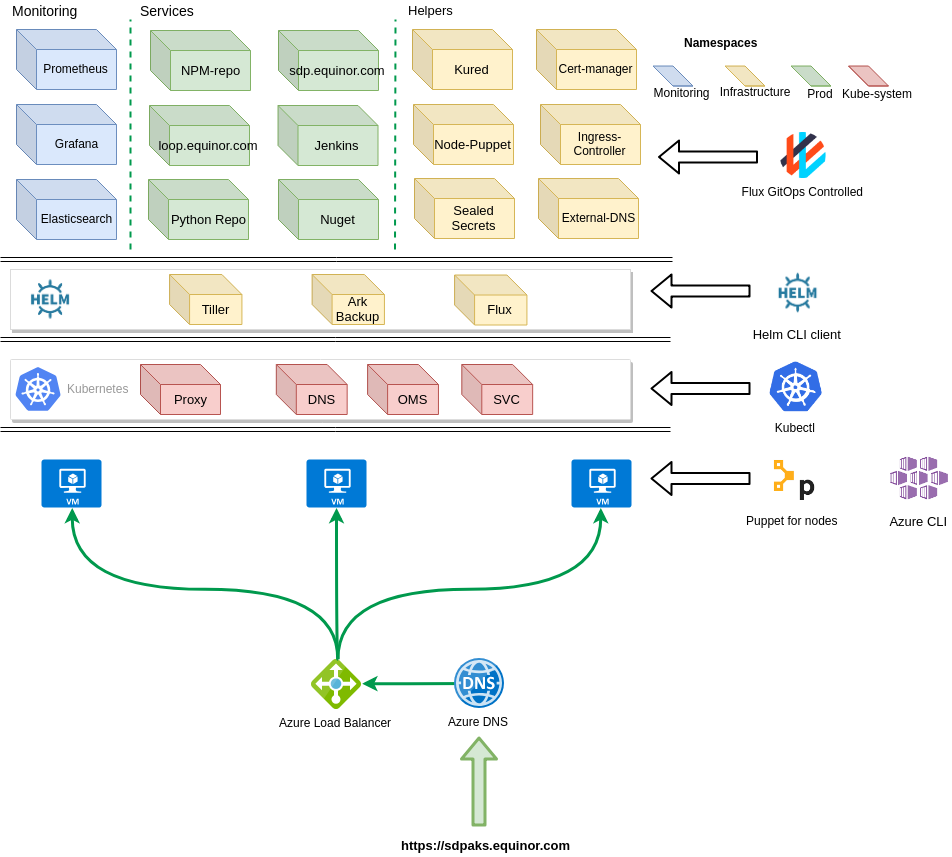 Monitoring
Services
Helpers
Namespaces
Monitoring
Infrastructure
Prod
Kube-system
Prometheus
NPM-repo
sdp.equinor.com
Kured
Cert-manager
Grafana
loop.equinor.com
Jenkins
Node-Puppet
Ingress-
Controller
Elasticsearch
Python Repo
Nuget
Sealed
Secrets
External-DNS
Flux GitOps Controlled
HELM
Tiller
Ark
Backup
Flux
HELM
Helm CLI client
Kubernetes
Proxy
DNS
OMS
SVC
Kubectl
VM
VM
VM
p
Puppet for nodes
Azure CLI
DNS
Azure Load Balancer
Azure DNS
https://sdpaks.equinor.com